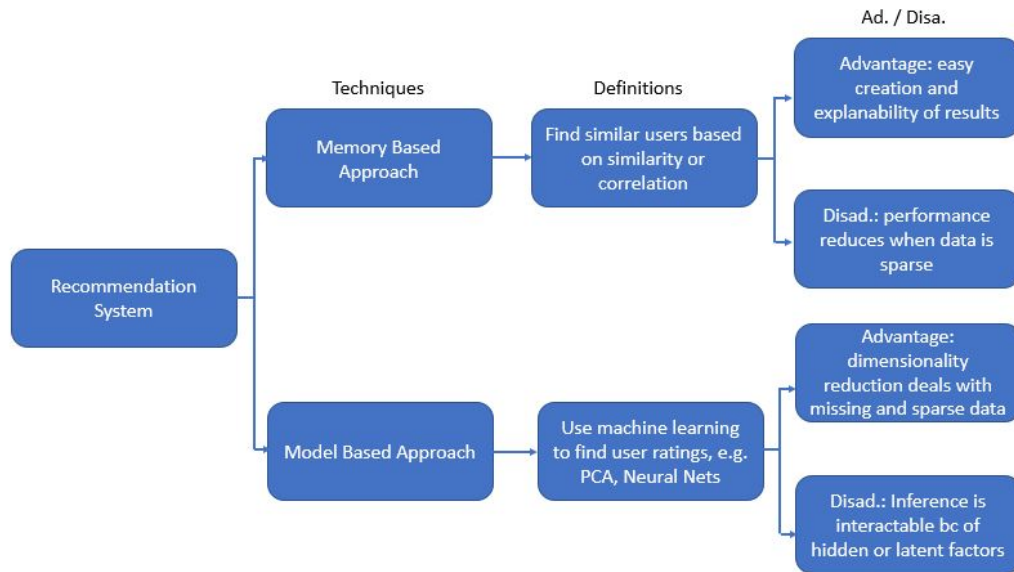 Ad. / Disa.
Techniques
Definitions
Advantage: easy
creation and
explanability of results
Memory Based
Approach
Find similar users based
on similarity or
correlation
Disad.: performance
reduces when data is
sparse
Recommendation
System
Advantage:
dimensionality
reduction deals with
missing and sparse data
Model Based Approach
Use machine learning
to find user ratings, e.g.
PCA, Neural Nets
Disad.: Inference is
interactable bc of
hidden or latent factors